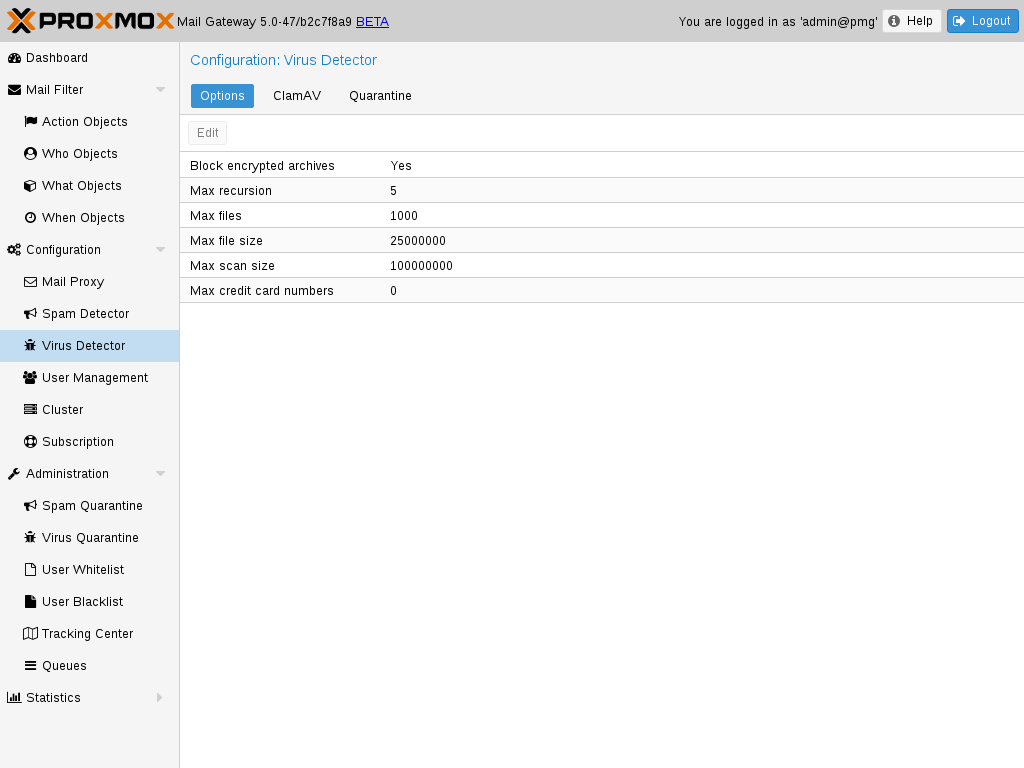 PROXMOX Mail Gateway 5.0-47/b2c7f8a9 BETA You are logged in as 'admin@pmg' Help Logout
Dashboard
Mail Filter
Action Objects
Who Objects
What Objects
When Objects
Configuration
Mail Proxy
Spam Detector
Virus Detector
User Management
Cluster
Subscription
Administration
Spam Quarantine
Virus Quarantine
User Whitelist
User Blacklist
Tracking Center
Queues
Statistics
Configuration: Virus Detector
Options ClamAV Quarantine
Edit
Block encrypted archives Yes
Max recursion 5
Max files 1000
Max file size 25000000
Max scan size 100000000
Max credit card numbers 0